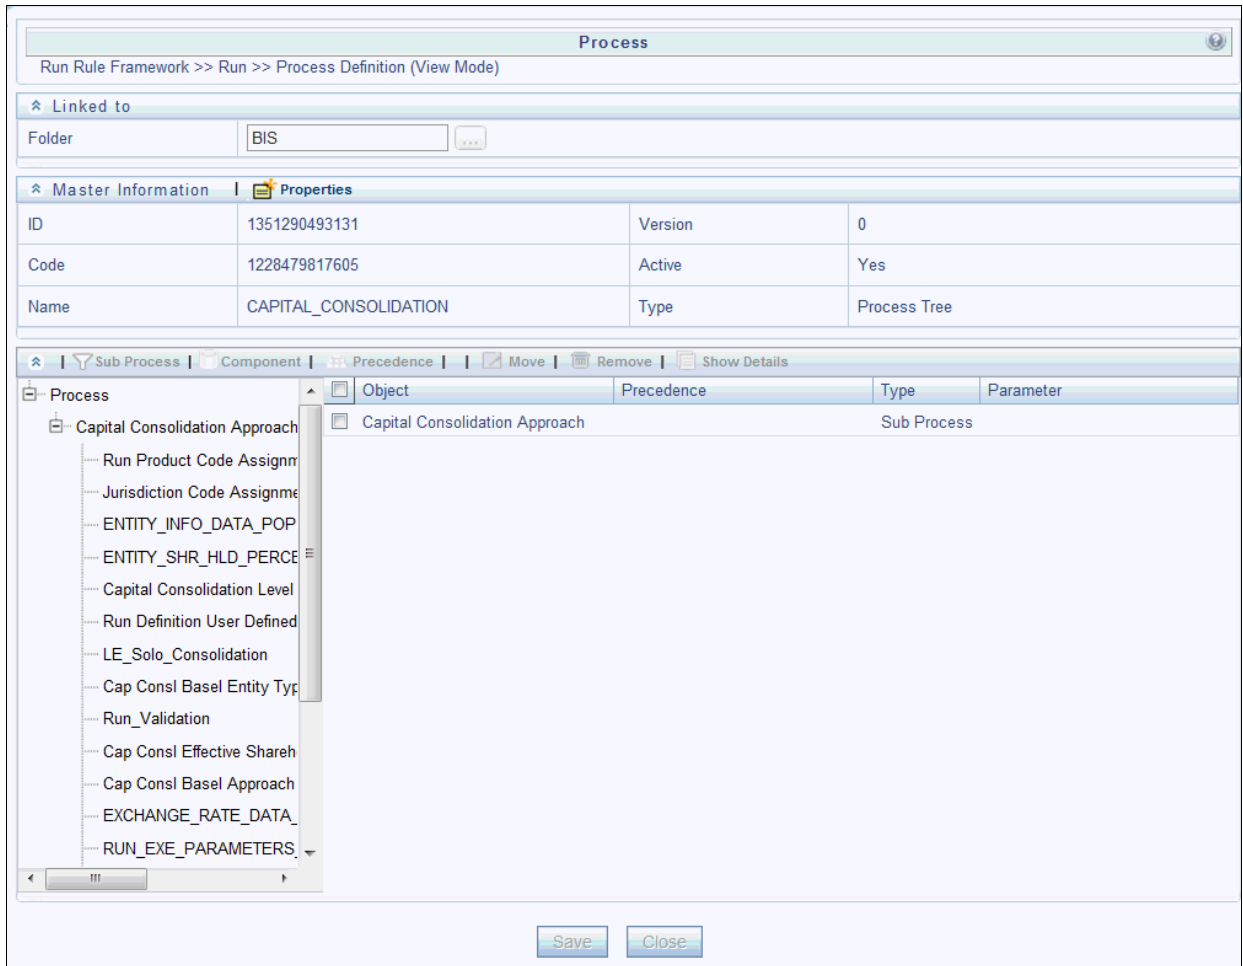 Process
Run Rule Framework >> Run >> Process Definition (View Mode)
Linked to
Folder BIS ...
Master Information | Properties
ID 1351290493131 Version 0
Code 1228479817605 Active Yes
Name CAPITAL_CONSOLIDATION Type Process Tree
| Sub Process | Component | Precedence | | Move | Remove | Show Details
Process
Object Precedence Type Parameter
Capital Consolidation Approach
Capital Consolidation Approach Sub Process
Run Product Code Assignm
Jurisdiction Code Assignme
ENTITY_INFO_DATA_POP
ENTITY_SHR_HLD_PERCE
Capital Consolidation Level
Run Definition User Defined
LE_Solo_Consolidation
Cap Consl Basel Entity Typ
Run_Validation
Cap Consl Effective Shareh
Cap Consl Basel Approach
EXCHANGE_RATE_DATA_
RUN_EXE_PARAMETERS_
Save Close